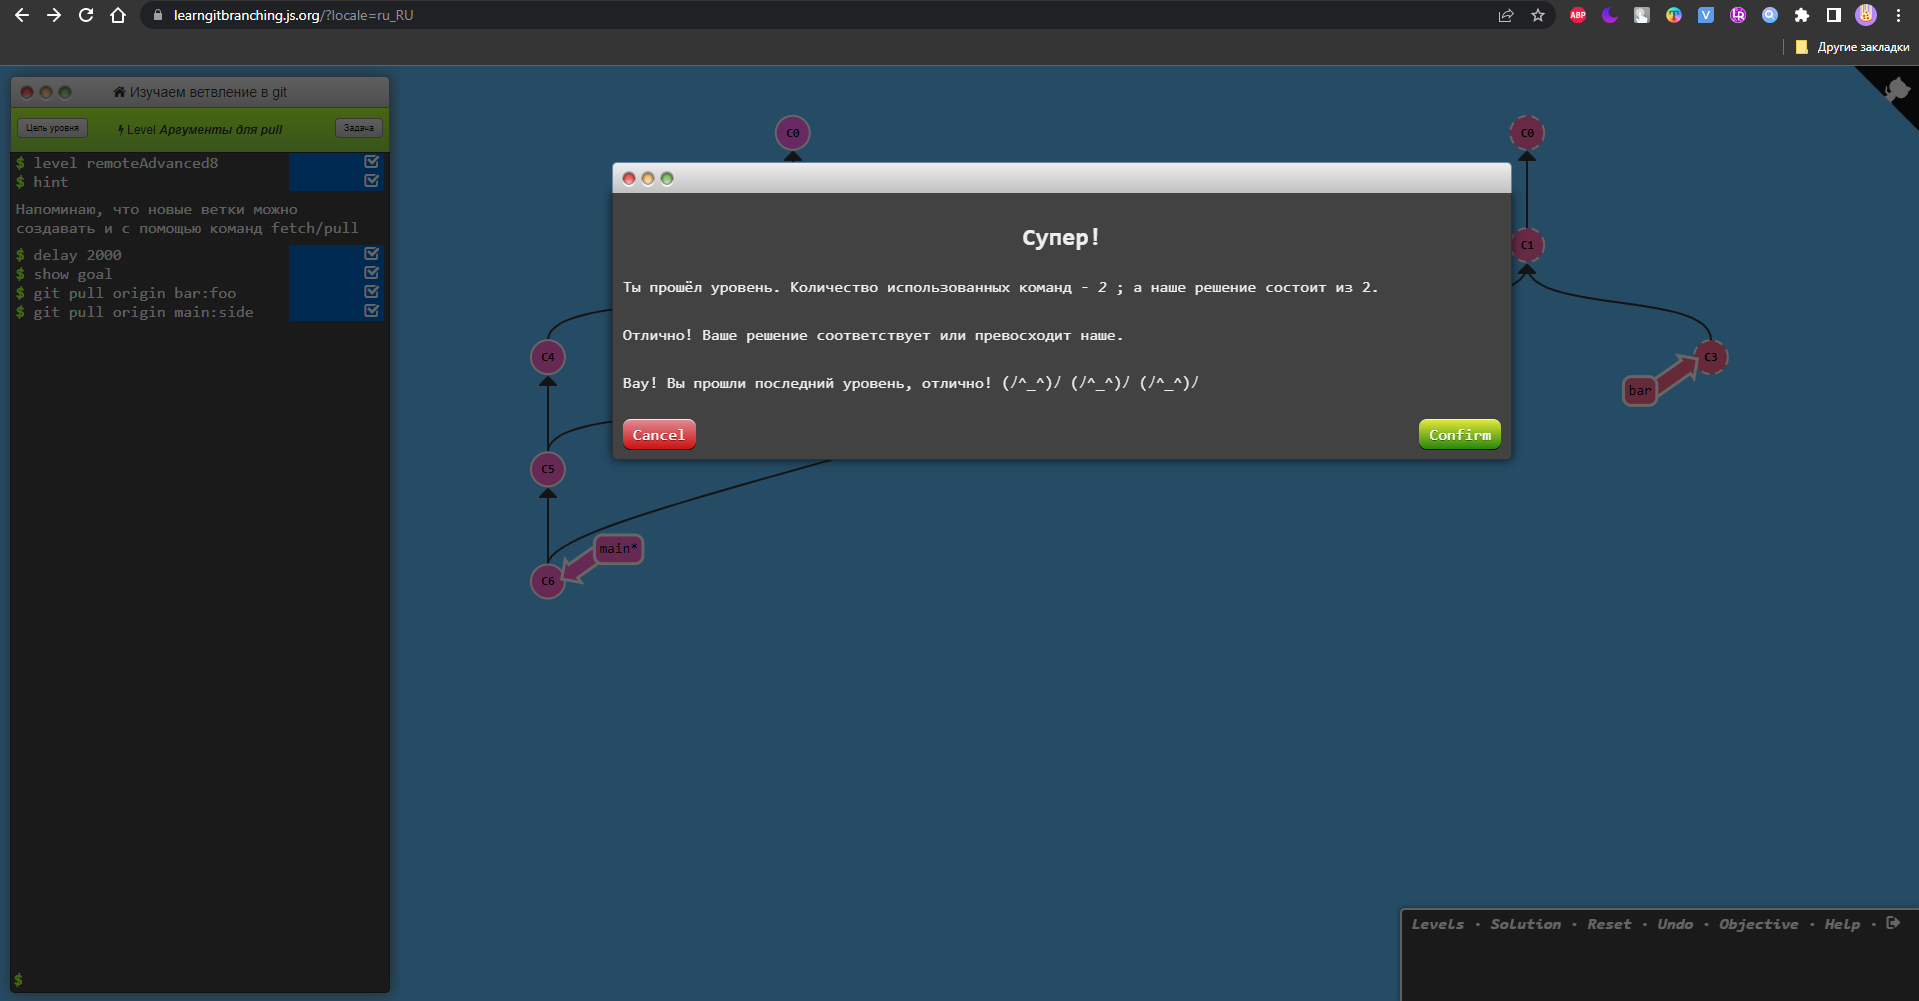 learngitbranching.js.org/?locale=ru_RU
ABP
V
Другие закладки
Изучаем ветвление в git
Цель уровня
Level Аргументы для pull
Задача
$ level remoteAdvanced8
$ hint
Напоминаю, что новые ветки можно
создавать и с помощью команд fetch/pull
$ delay 2000
$ show goal
$ git pull origin bar:foo
$ git pull origin main:side
$
C0
C4
C5
main*
C6
Супер!
Ты прошёл уровень. Количество использованных команд - 2 ; а наше решение состоит из 2.
Отлично! Ваше решение соответствует или превосходит наше.
Вау! Вы прошли последний уровень, отлично! (/^_^)/ (/^_^)/ (/^_^)/
Cancel
Confirm
C0
C1
C3
bar
Levels · Solution · Reset · Undo · Objective · Help ·